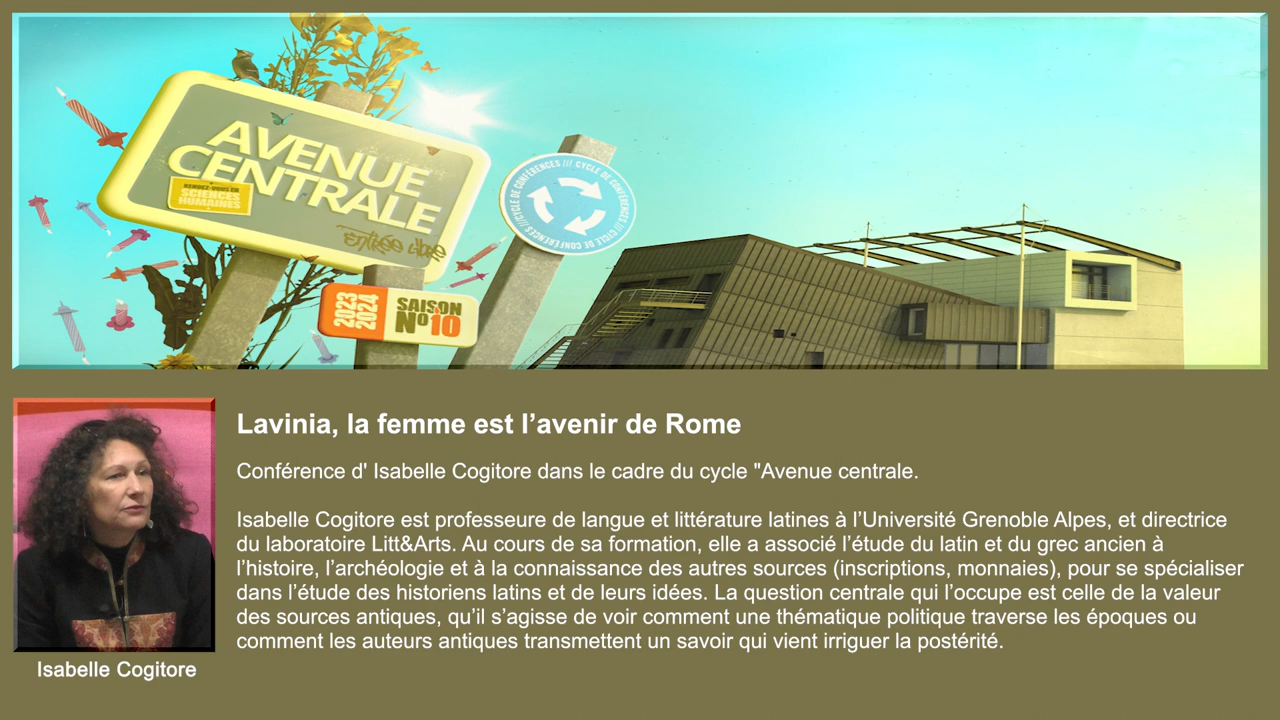 AVENUE
CENTRALE
RENDEZ-VOUS EN
SCIENCES
HUMAINES
Entrée libre
CYCLE DE CONFÉRENCES /// CYCLE DE CONFÉRENCES /// CYCLE DE CONFÉRENCES ///
2023
2024
SAISON
No10
Lavinia, la femme est l’avenir de Rome
Conférence d' Isabelle Cogitore dans le cadre du cycle "Avenue centrale.
Isabelle Cogitore est professeure de langue et littérature latines à l’Université Grenoble Alpes, et directrice
du laboratoire Litt&Arts. Au cours de sa formation, elle a associé l’étude du latin et du grec ancien à
l’histoire, l’archéologie et à la connaissance des autres sources (inscriptions, monnaies), pour se spécialiser
dans l’étude des historiens latins et de leurs idées. La question centrale qui l’occupe est celle de la valeur
des sources antiques, qu’il s’agisse de voir comment une thématique politique traverse les époques ou
comment les auteurs antiques transmettent un savoir qui vient irriguer la postérité.
Isabelle Cogitore